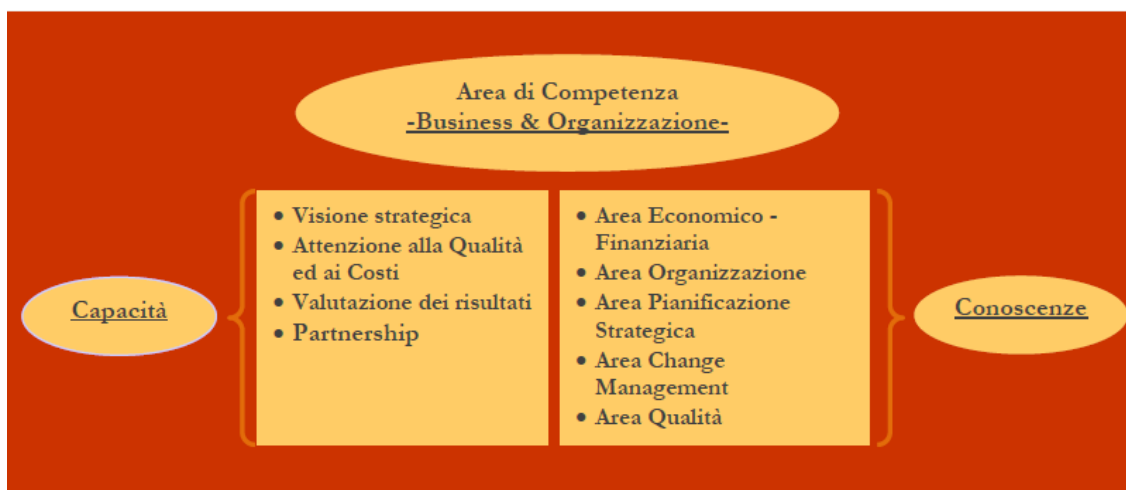 Area di Competenza
-Business & Organizzazione-
Capacità
• Visione strategica
• Attenzione alla Qualità
ed ai Costi
• Valutazione dei risultati
• Partnership
• Area Economico -
Finanziaria
• Area Organizzazione
• Area Pianificazione
Strategica
• Area Change
Management
• Area Qualità
Conoscenze